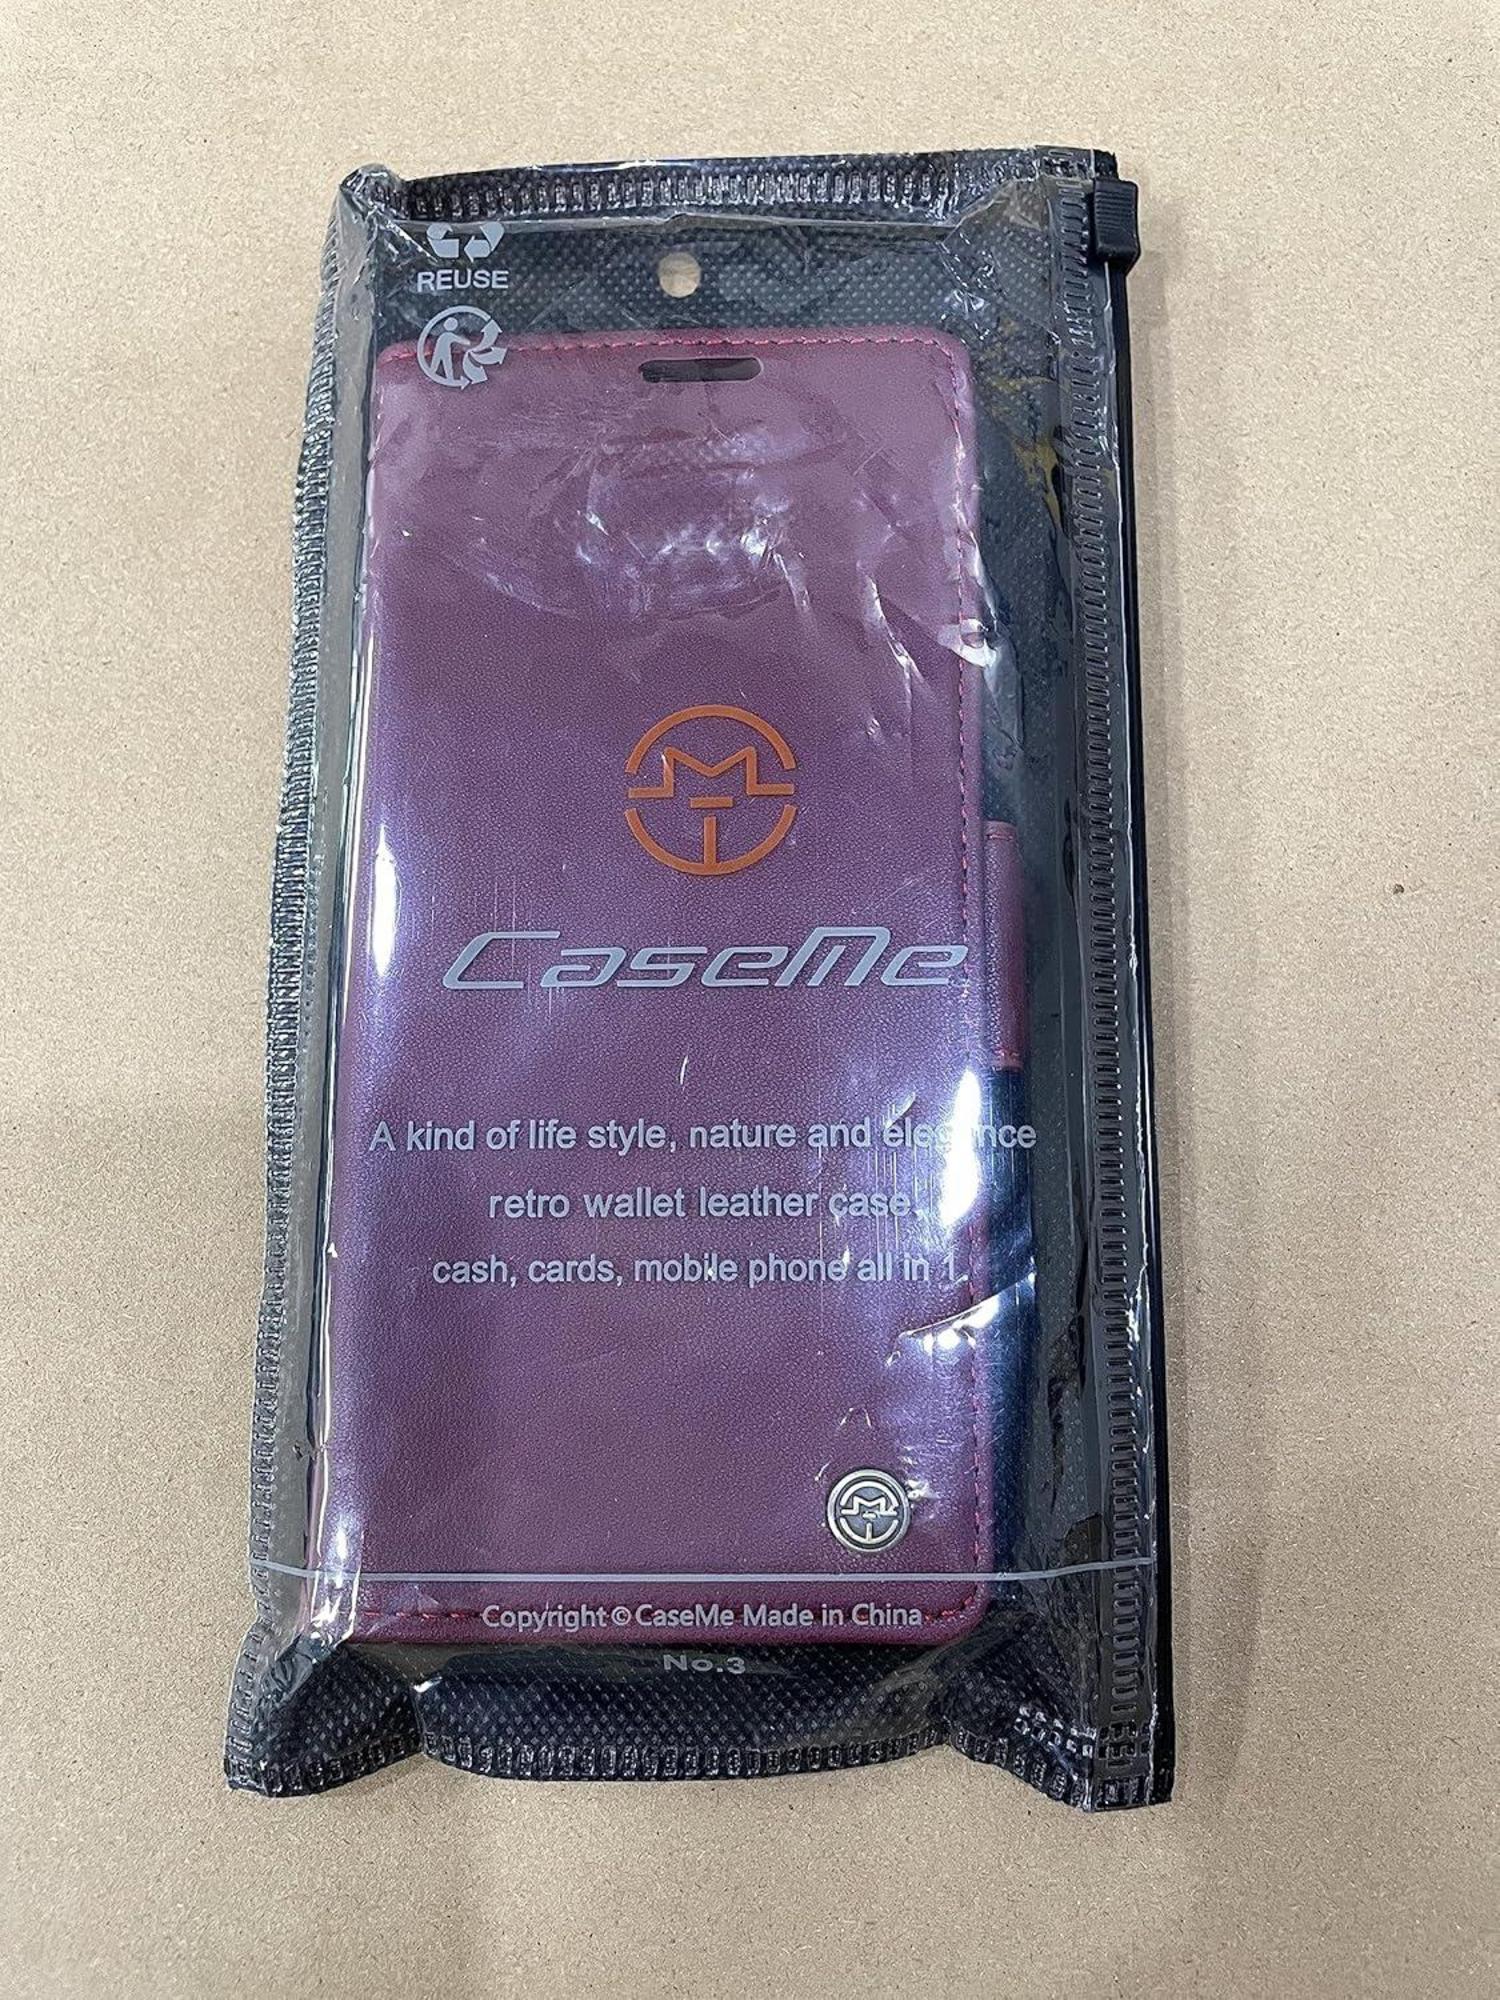 REUSE
CaseMe
A kind of life style, nature and elegance
retro wallet leather case.
cash, cards, mobile phone all in 1.
Copyright © CaseMe Made in China
No.3